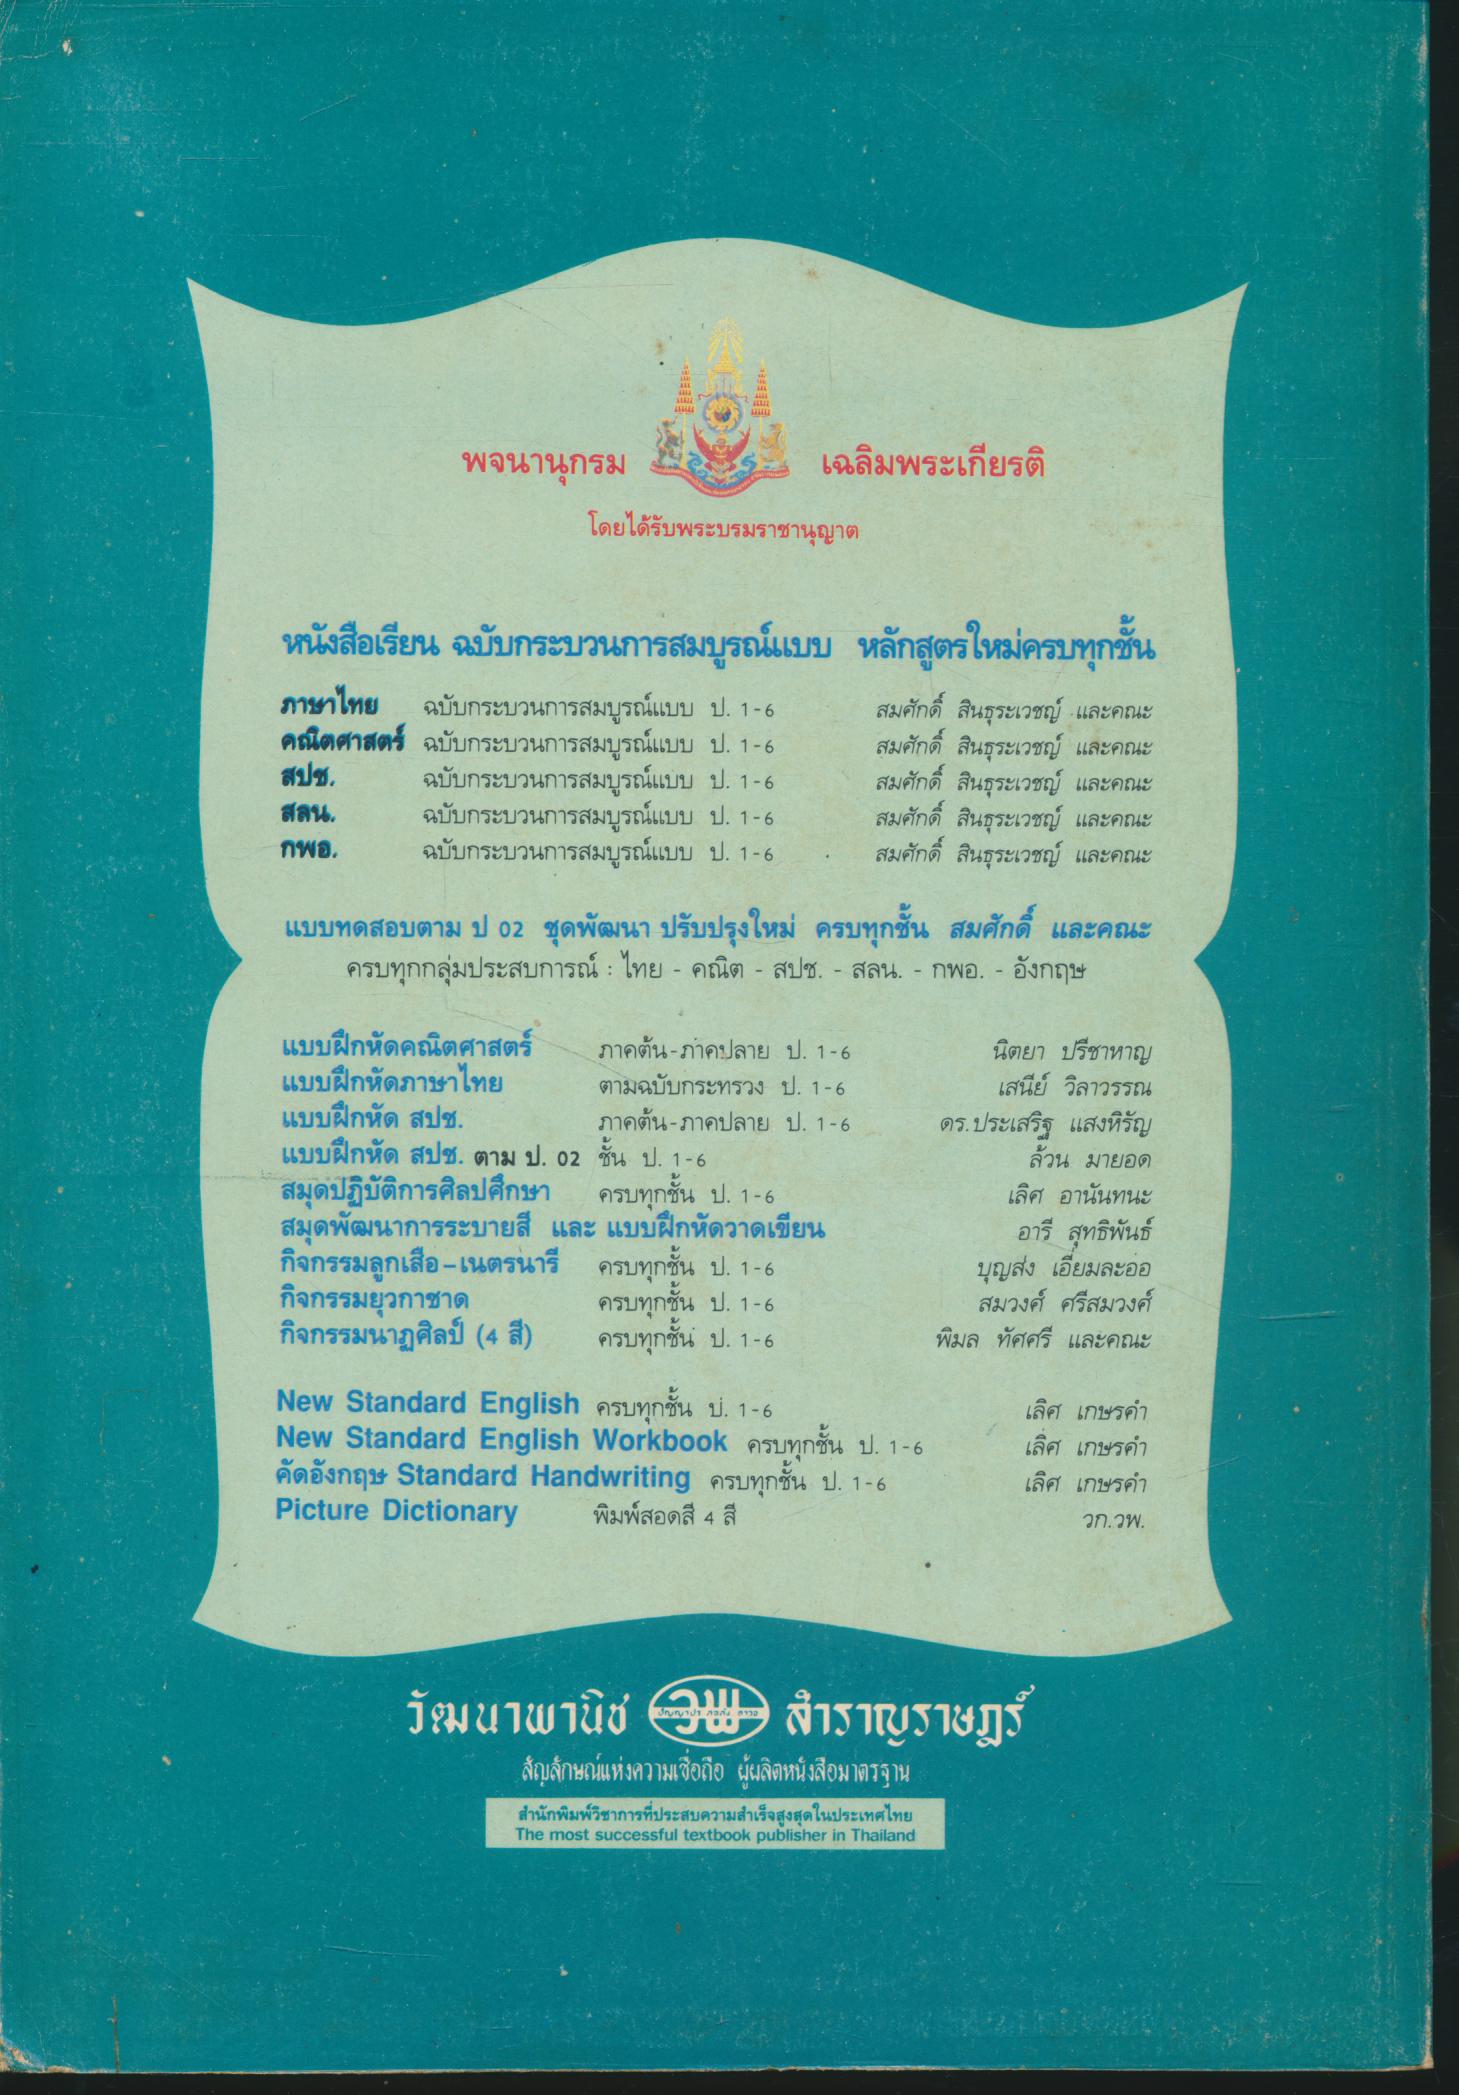 พจนานุกรม เฉลิมพระเกียรติ
โดยได้รับพระบรมราชานุญาต
หนังสือเรียน ฉบับกระบวนการสมบูรณ์แบบ หลักสูตรใหม่ครบทุกชั้น
ภาษาไทย ฉบับกระบวนการสมบูรณ์แบบ ป. 1-6 สมศักดิ์ สินธุระเวชญ์ และคณะ
คณิตศาสตร์ ฉบับกระบวนการสมบูรณ์แบบ ป. 1-6 สมศักดิ์ สินธุระเวชญ์ และคณะ
สปช. ฉบับกระบวนการสมบูรณ์แบบ ป. 1-6 สมศักดิ์ สินธุระเวชญ์ และคณะ
สลน. ฉบับกระบวนการสมบูรณ์แบบ ป. 1-6 สมศักดิ์ สินธุระเวชญ์ และคณะ
กพอ. ฉบับกระบวนการสมบูรณ์แบบ ป. 1-6 สมศักดิ์ สินธุระเวชญ์ และคณะ
แบบทดสอบตาม ป 02 ชุดพัฒนา ปรับปรุงใหม่ ครบทุกชั้น สมศักดิ์ และคณะ
ครบทุกกลุ่มประสบการณ์ : ไทย - คณิต - สปช. - สลน. - กพอ. - อังกฤษ
แบบฝึกหัดคณิตศาสตร์ ภาคต้น-ภาคปลาย ป. 1-6 นิตยา ปรีชาหาญ
แบบฝึกหัดภาษาไทย ตามฉบับกระทรวง ป. 1-6 เสนีย์ วิลาวรรณ
แบบฝึกหัด สปช. ภาคต้น-ภาคปลาย ป. 1-6 ดร.ประเสริฐ แสงหิรัญ
แบบฝึกหัด สปช. ตาม ป. 02 ชั้น ป. 1-6 ล้วน มายอด
สมุดปฏิบัติการศิลปศึกษา ครบทุกชั้น ป. 1-6 เลิศ อานันทนะ
สมุดพัฒนาการระบายสี และ แบบฝึกหัดวาดเขียน อารี สุทธิพันธ์
กิจกรรมลูกเสือ-เนตรนารี ครบทุกชั้น ป. 1-6 บุญส่ง เอี่ยมละออ
กิจกรรมยุวกาชาด ครบทุกชั้น ป. 1-6 สมวงศ์ ศรีสมวงศ์
กิจกรรมนาฏศิลป์ (4 สี) ครบทุกชั้น ป. 1-6 พิมล ทัศศรี และคณะ
New Standard English ครบทุกชั้น ป. 1-6 เลิศ เกษรคำ
New Standard English Workbook ครบทุกชั้น ป. 1-6 เลิศ เกษรคำ
คัดอังกฤษ Standard Handwriting ครบทุกชั้น ป. 1-6 เลิศ เกษรคำ
Picture Dictionary พิมพ์สอดสี 4 สี วก.วพ.
วัฒนาพานิช วพ สำราญราษฎร์
สัญลักษณ์แห่งความเชื่อถือ ผู้ผลิตหนังสือมาตรฐาน
สำนักพิมพ์วิชาการที่ประสบความสำเร็จสูงสุดในประเทศไทย
The most successful textbook publisher in Thailand